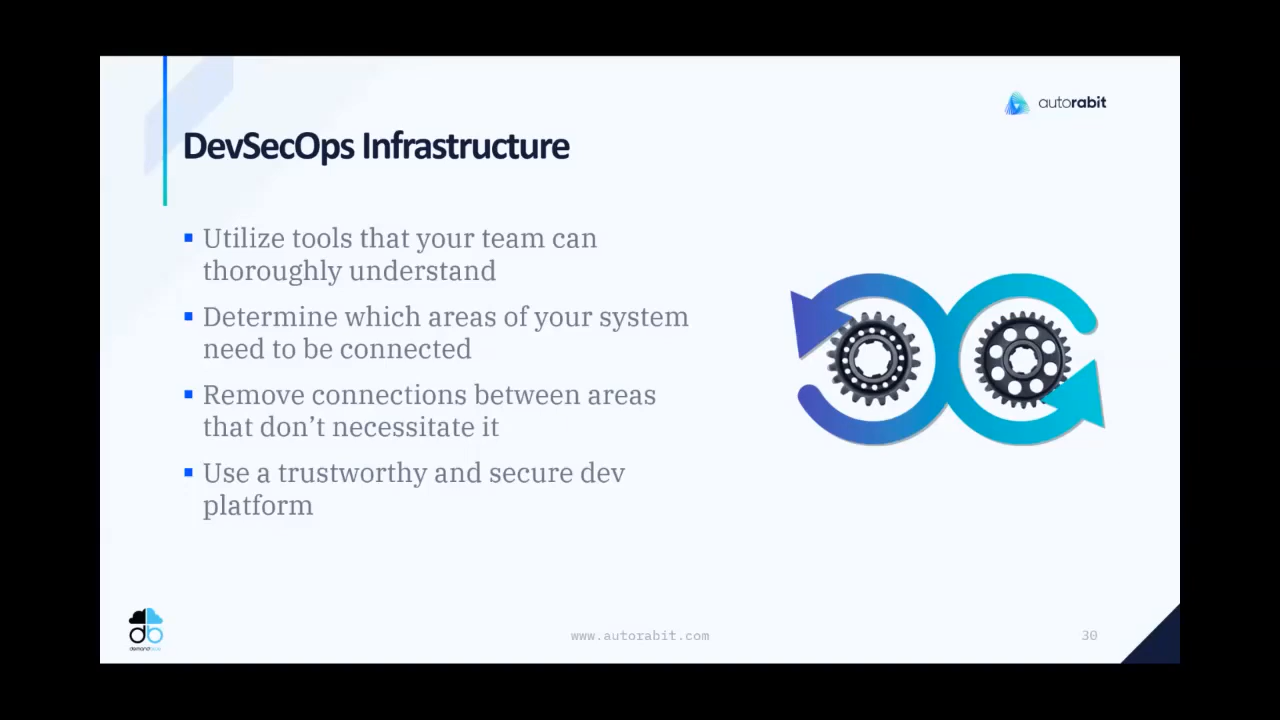 autorabit
DevSecOps Infrastructure
Utilize tools that your team can
thoroughly understand
Determine which areas of your system
need to be connected
Remove connections between areas
that don’t necessitate it
Use a trustworthy and secure dev
platform
db
www.autorabit.com
30